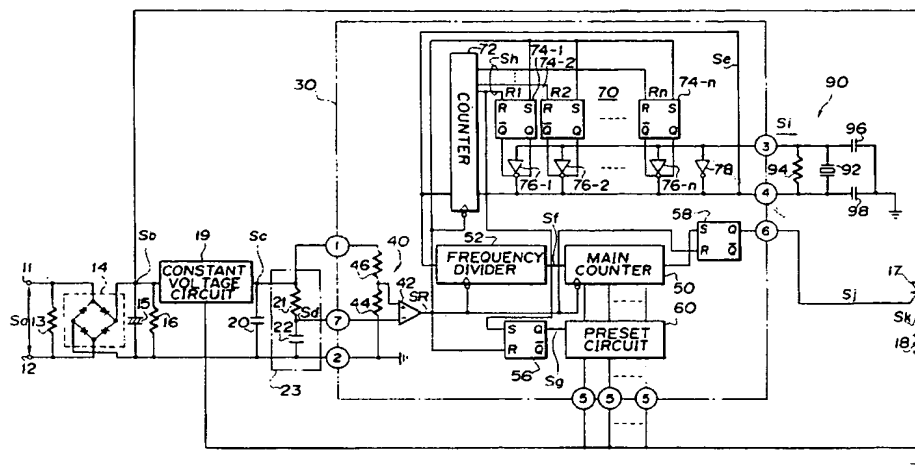 72
74-1
Sh
74-2
Se
74-n
30
COUNTER
R1
R2
70
Rn
R S
R S
R S
Q̅ Q
Q̅ Q
Q̅ Q
90
Si
96
3
94
92
76-1
76-2
76-n
78
4
98
58
6
Sb
19
Sc
1
40
52
Sf
S Q
R Q̅
11
14
CONSTANT
VOLTAGE
CIRCUIT
46
42
FREQUENCY
DIVIDER
MAIN
COUNTER
50
17
Sa
13
15
16
20
21
Sd
22
7
44
SR
60
Sj
Sk
12
2
S Q
R Q̅
PRESET
CIRCUIT
18
23
56
Sg
5
5
5